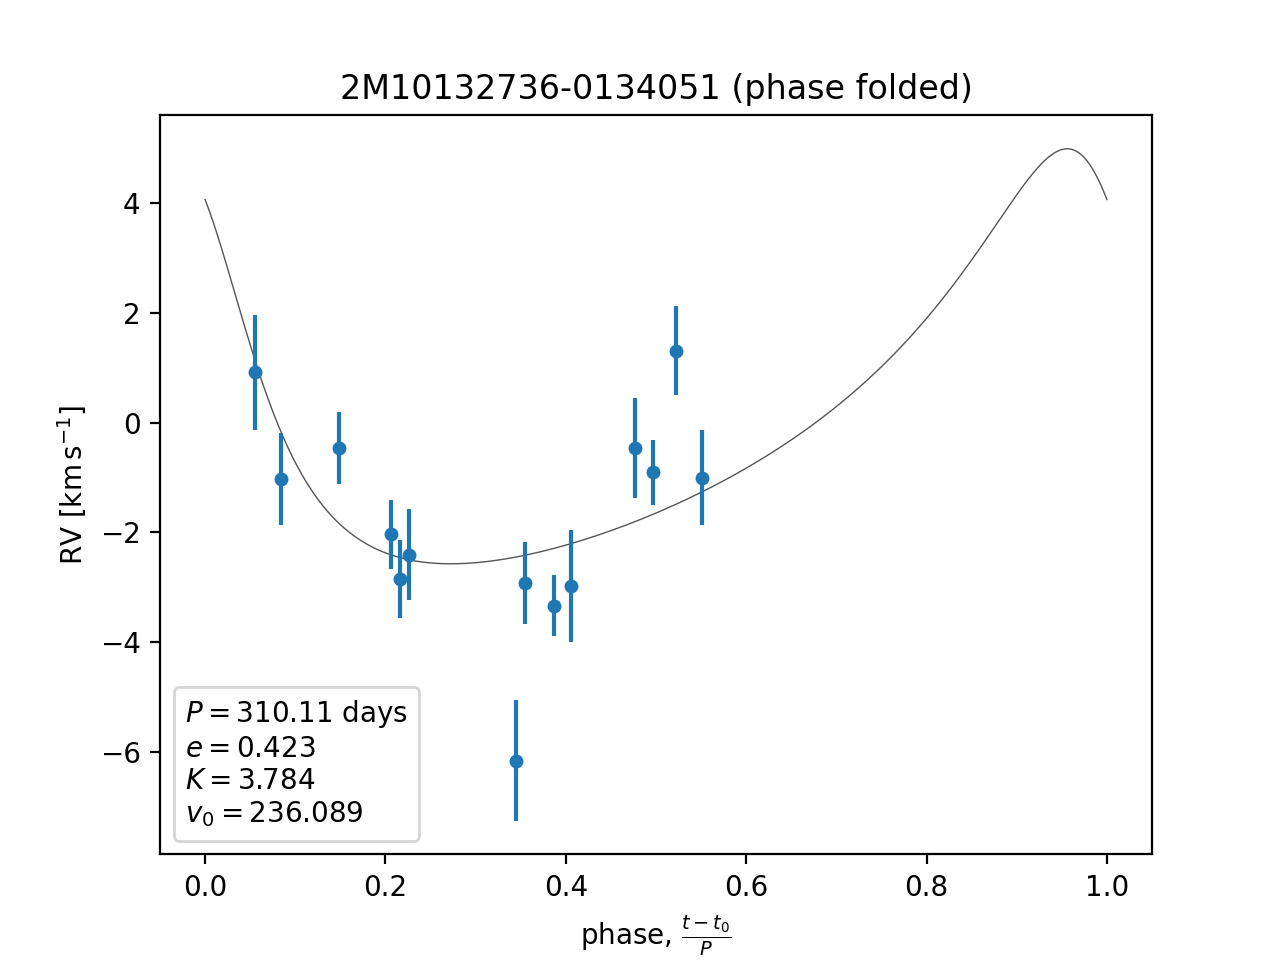 2M10132736-0134051 (phase folded)
RV [km s⁻¹]
4
2
0
−2
−4
−6
P = 310.11 days
e = 0.423
K = 3.784
v₀ = 236.089
0.0 0.2 0.4 0.6 0.8 1.0
phase, (t − t₀)/P